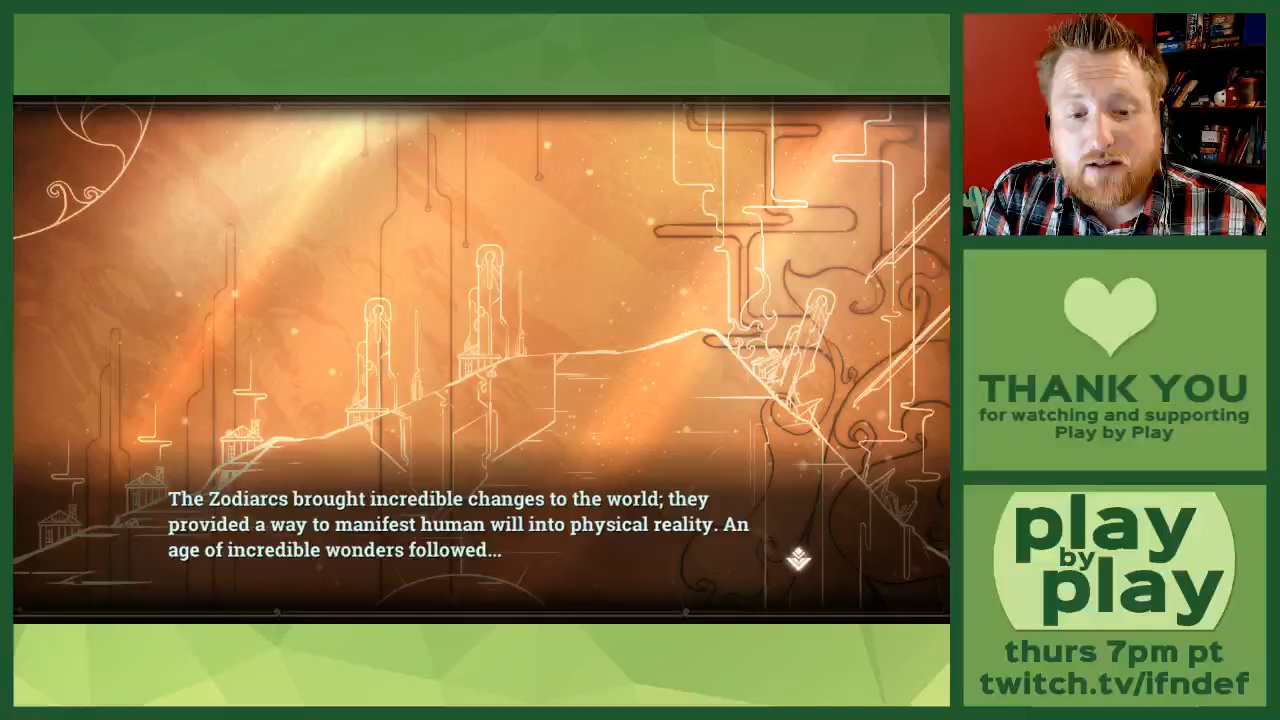 The Zodiarcs brought incredible changes to the world; they
provided a way to manifest human will into physical reality. An
age of incredible wonders followed...
THANK YOU
for watching and supporting
Play by Play
play
by
play
thurs 7pm pt
twitch.tv/ifndef